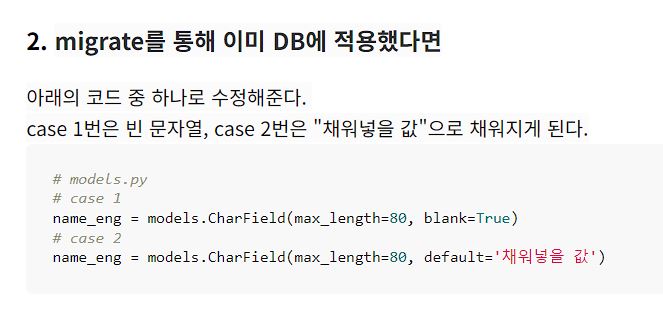 2. migrate를 통해 이미 DB에 적용했다면
아래의 코드 중 하나로 수정해준다.
case 1번은 빈 문자열, case 2번은 "채워넣을 값"으로 채워지게 된다.
# models.py
# case 1
name_eng = models.CharField(max_length=80, blank=True)
# case 2
name_eng = models.CharField(max_length=80, default='채워넣을 값')